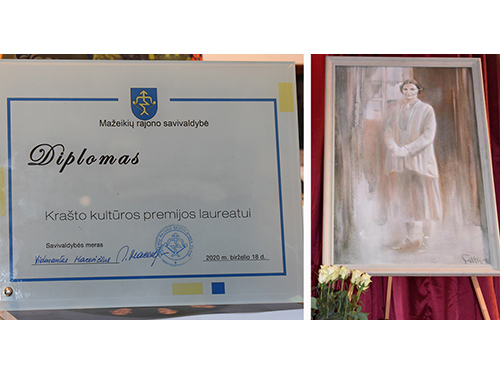 Mažeikių rajono savivaldybė
Diplomas
Krašto kultūros premijos laureatui
Savivaldybės meras
Vidmantas Macevičius
2020 m. birželio 18 d.